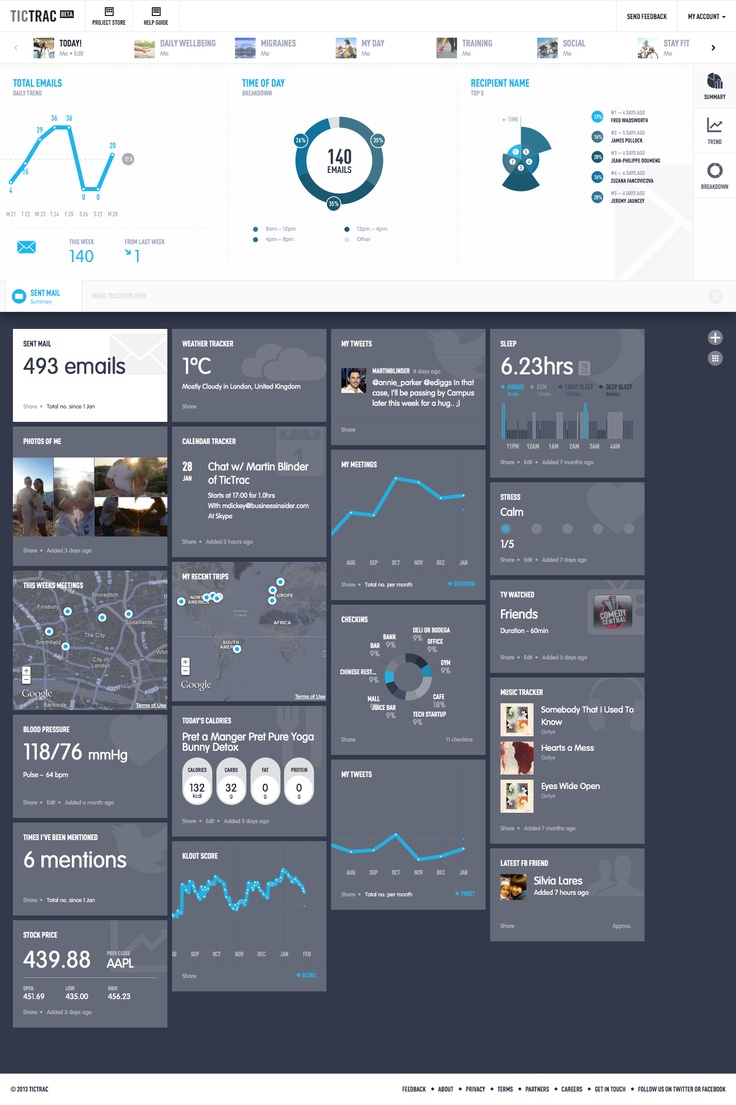 TICTRAC BETA
PROJECT STORE
HELP GUIDE
SEND FEEDBACK
MY ACCOUNT
TODAY!
Me • Edit
DAILY WELLBEING
Me
MIGRAINES
Me
MY DAY
Me
TRAINING
Me
SOCIAL
Me
STAY FIT
Me
TOTAL EMAILS
DAILY TREND
4
15
29
36
36
0
0
20
17.5
M 21 T 22 W 23 T 24 F 25 S 26 S 27 M 28
THIS WEEK
140
FROM LAST WEEK
1
TIME OF DAY
BREAKDOWN
26%
35%
35%
140
EMAILS
8am – 12pm
12pm – 4pm
4pm – 8pm
Other
RECIPIENT NAME
TOP 5
TIME
1
2
3
4
5
#1 – 4 DAYS AGO
FRED WADSWORTH
16%
#2 – 5 DAYS AGO
JAMES POLLOCK
#3 – 6 DAYS AGO
JEAN-PHILIPPE DOUMENG
16%
#4 – 6 DAYS AGO
ZUZANA FANCOVICOVA
#5 – 6 DAYS AGO
JEREMY JAUNCEY
SUMMARY
TREND
BREAKDOWN
SENT MAIL
Summary
DRAG TRACKERS HERE
SENT MAIL
493 emails
Share • Total no. since 1 Jan
PHOTOS OF ME
Share • Added 3 days ago
THIS WEEKS MEETINGS
Shoreditch
Finsbury
Spitalfields
Smithfield
The City
City of
London
Google
Terms of Use
BLOOD PRESSURE
118/76 mmHg
Pulse – 64 bpm
Share • Edit • Added a month ago
TIMES I'VE BEEN MENTIONED
6 mentions
Share • Total no. since 1 Jan
STOCK PRICE
439.88
PREV CLOSE
AAPL
OPEN
451.69
LOW
435.00
HIGH
456.23
Share • Added 3 days ago
WEATHER TRACKER
1°C
Mostly Cloudy in London, United Kingdom
Share
CALENDAR TRACKER
1
28
JAN
Chat w/ Martin Blinder
of TicTrac
Starts at 17:00 for 1.0hrs
With mdickey@businessinsider.com
At Skype
Share • Added 3 hours ago
MY RECENT TRIPS
NORTH
AMERICA
Atlantic
Ocean
EUROPE
AFRICA
SOUTH
AMERICA
Google
Terms of Use
TODAY'S CALORIES
Pret a Manger Pret Pure Yoga
Bunny Detox
CALORIES
132
kcal
CARBS
32
g
FAT
0
g
PROTEIN
0
g
Share • Edit • Added 3 days ago
KLOUT SCORE
SEP OCT NOV DEC JAN FEB
Share
SCORE
MY TWEETS
MARTINBLINDER 6 days ago
@annie_parker @ediggs In that
case, I'll be passing by Campus
later this week for a hug.. ;)
Share
MY MEETINGS
AUG SEP OCT NOV DEC JAN
Share • Total no. per month
DURATION
CHECKINS
DELI OR BODEGA
9%
OFFICE
9%
GYM
9%
CAFE
18%
TECH STARTUP
9%
JUICE BAR
9%
MALL
CHINESE REST...
9%
BAR
9%
BANK
9%
Share
11 checkins
MY TWEETS
AUG SEP OCT NOV DEC JAN
Share • Total no. per month
TWEET
SLEEP
6.23hrs
AWAKE
REM
LIGHT SLEEP
DEEP SLEEP
11PM 12AM 1AM 2AM 3AM 4AM
Share • Edit • Added 7 months ago
STRESS
Calm
1/5
Share • Edit • Added 7 days ago
TV WATCHED
Friends
Duration - 60min
COMEDY
CENTRAL
Share • Edit • Added 3 days ago
MUSIC TRACKER
Somebody That I Used To
Know
Gotye
Hearts a Mess
Gotye
Eyes Wide Open
Gotye
Share • Added 7 months ago
LATEST FB FRIEND
Silvia Lares
Added 7 hours ago
Share
Approx.
© 2013 TICTRAC
FEEDBACK • ABOUT • PRIVACY • TERMS • PARTNERS • CAREERS • GET IN TOUCH • FOLLOW US ON TWITTER OR FACEBOOK